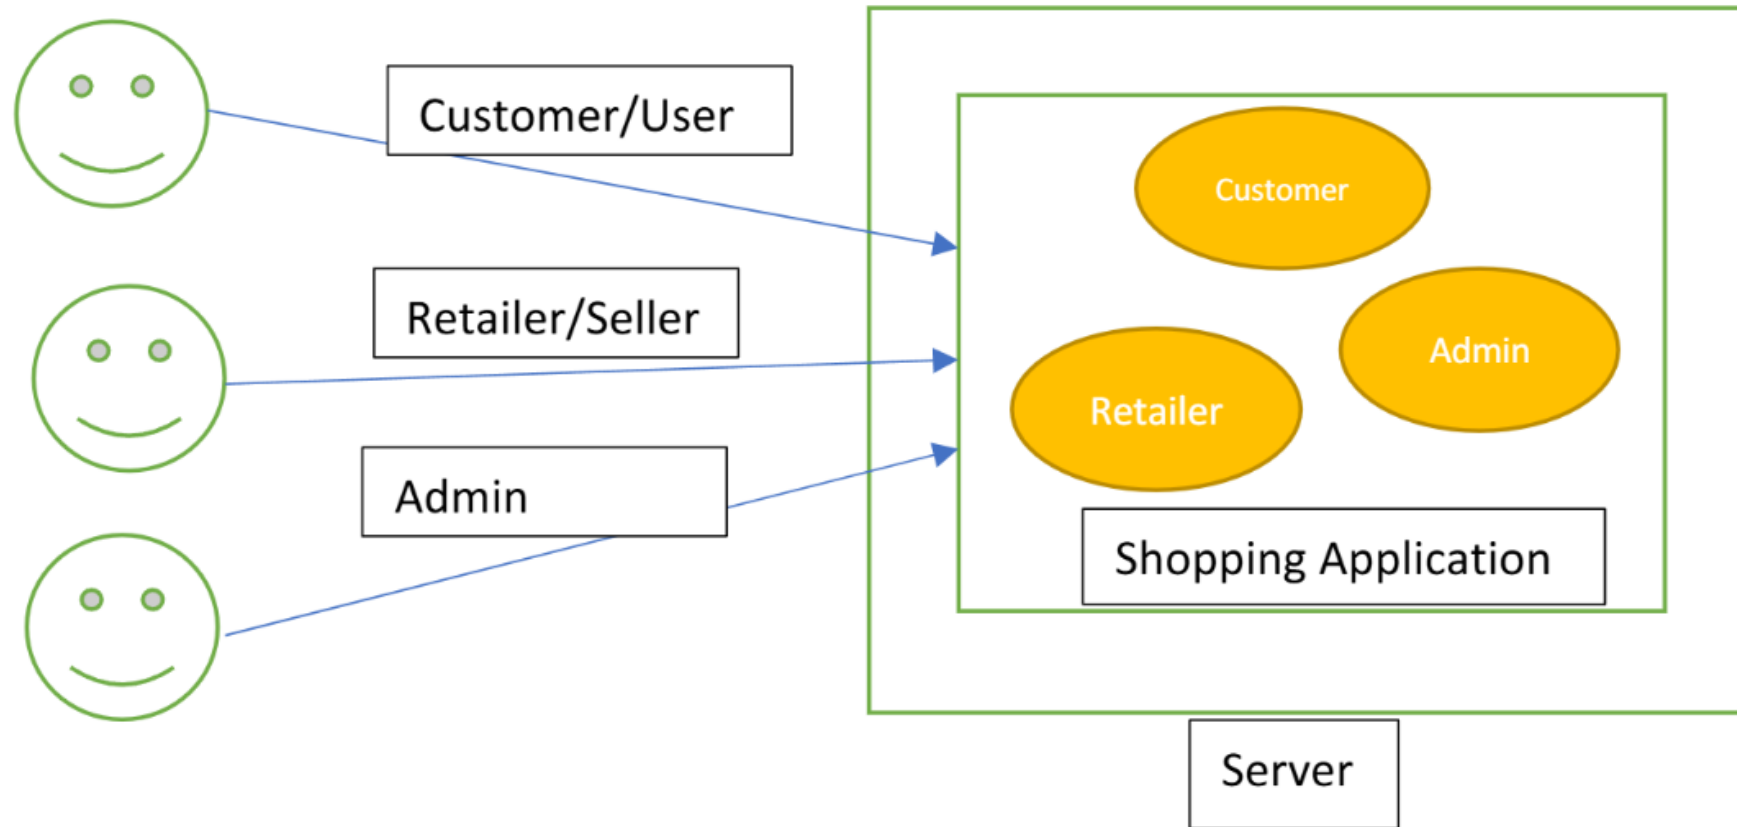 Customer/User
Customer
Retailer/Seller
Admin
Retailer
Admin
Shopping Application
Server